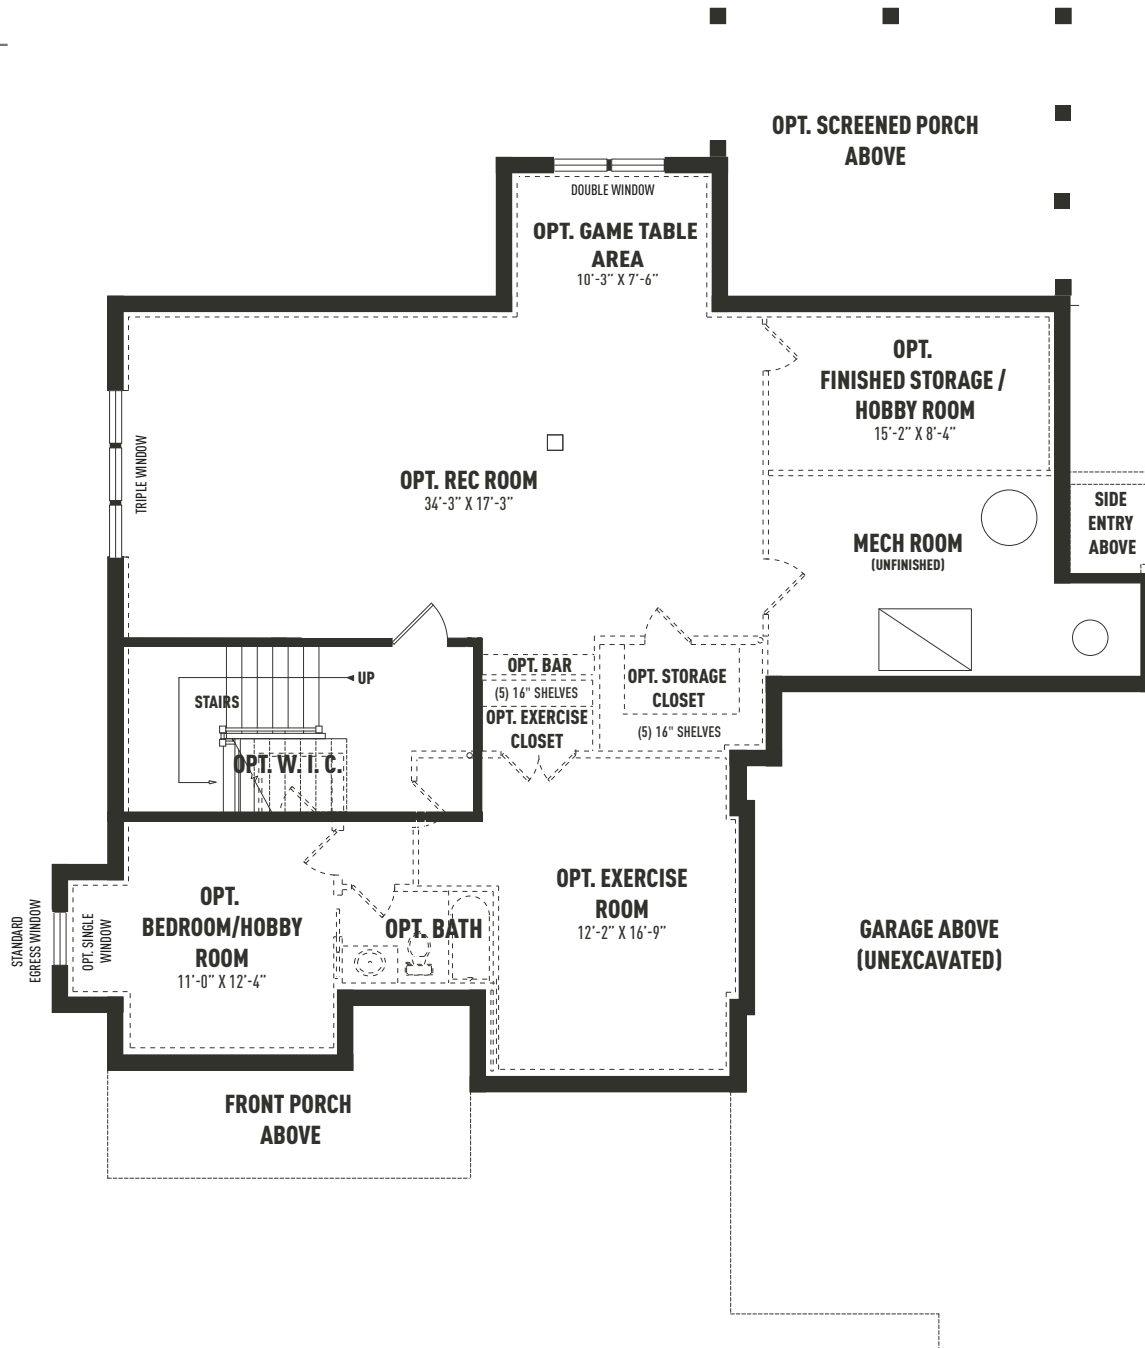 OPT. SCREENED PORCH
ABOVE
DOUBLE WINDOW
OPT. GAME TABLE
AREA
10'-3" X 7'-6"
OPT.
FINISHED STORAGE /
HOBBY ROOM
15'-2" X 8'-4"
TRIPLE WINDOW
OPT. REC ROOM
34'-3" X 17'-3"
SIDE
ENTRY
ABOVE
MECH ROOM
(UNFINISHED)
OPT. BAR
(5) 16" SHELVES
OPT. EXERCISE
CLOSET
OPT. STORAGE
CLOSET
(5) 16" SHELVES
UP
STAIRS
OPT. W. I. C.
OPT.
BEDROOM/HOBBY
ROOM
11'-0" X 12'-4"
STANDARD
EGRESS WINDOW
OPT. SINGLE
WINDOW
OPT. BATH
OPT. EXERCISE
ROOM
12'-2" X 16'-9"
GARAGE ABOVE
(UNEXCAVATED)
FRONT PORCH
ABOVE